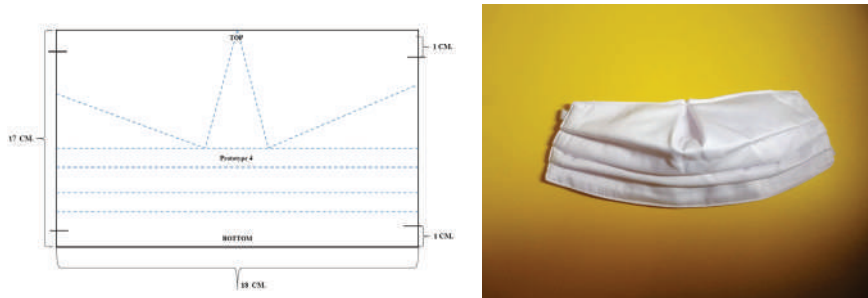 TOP
1 CM.
17 CM.
Prototype 4
BOTTOM
1 CM.
18 CM.